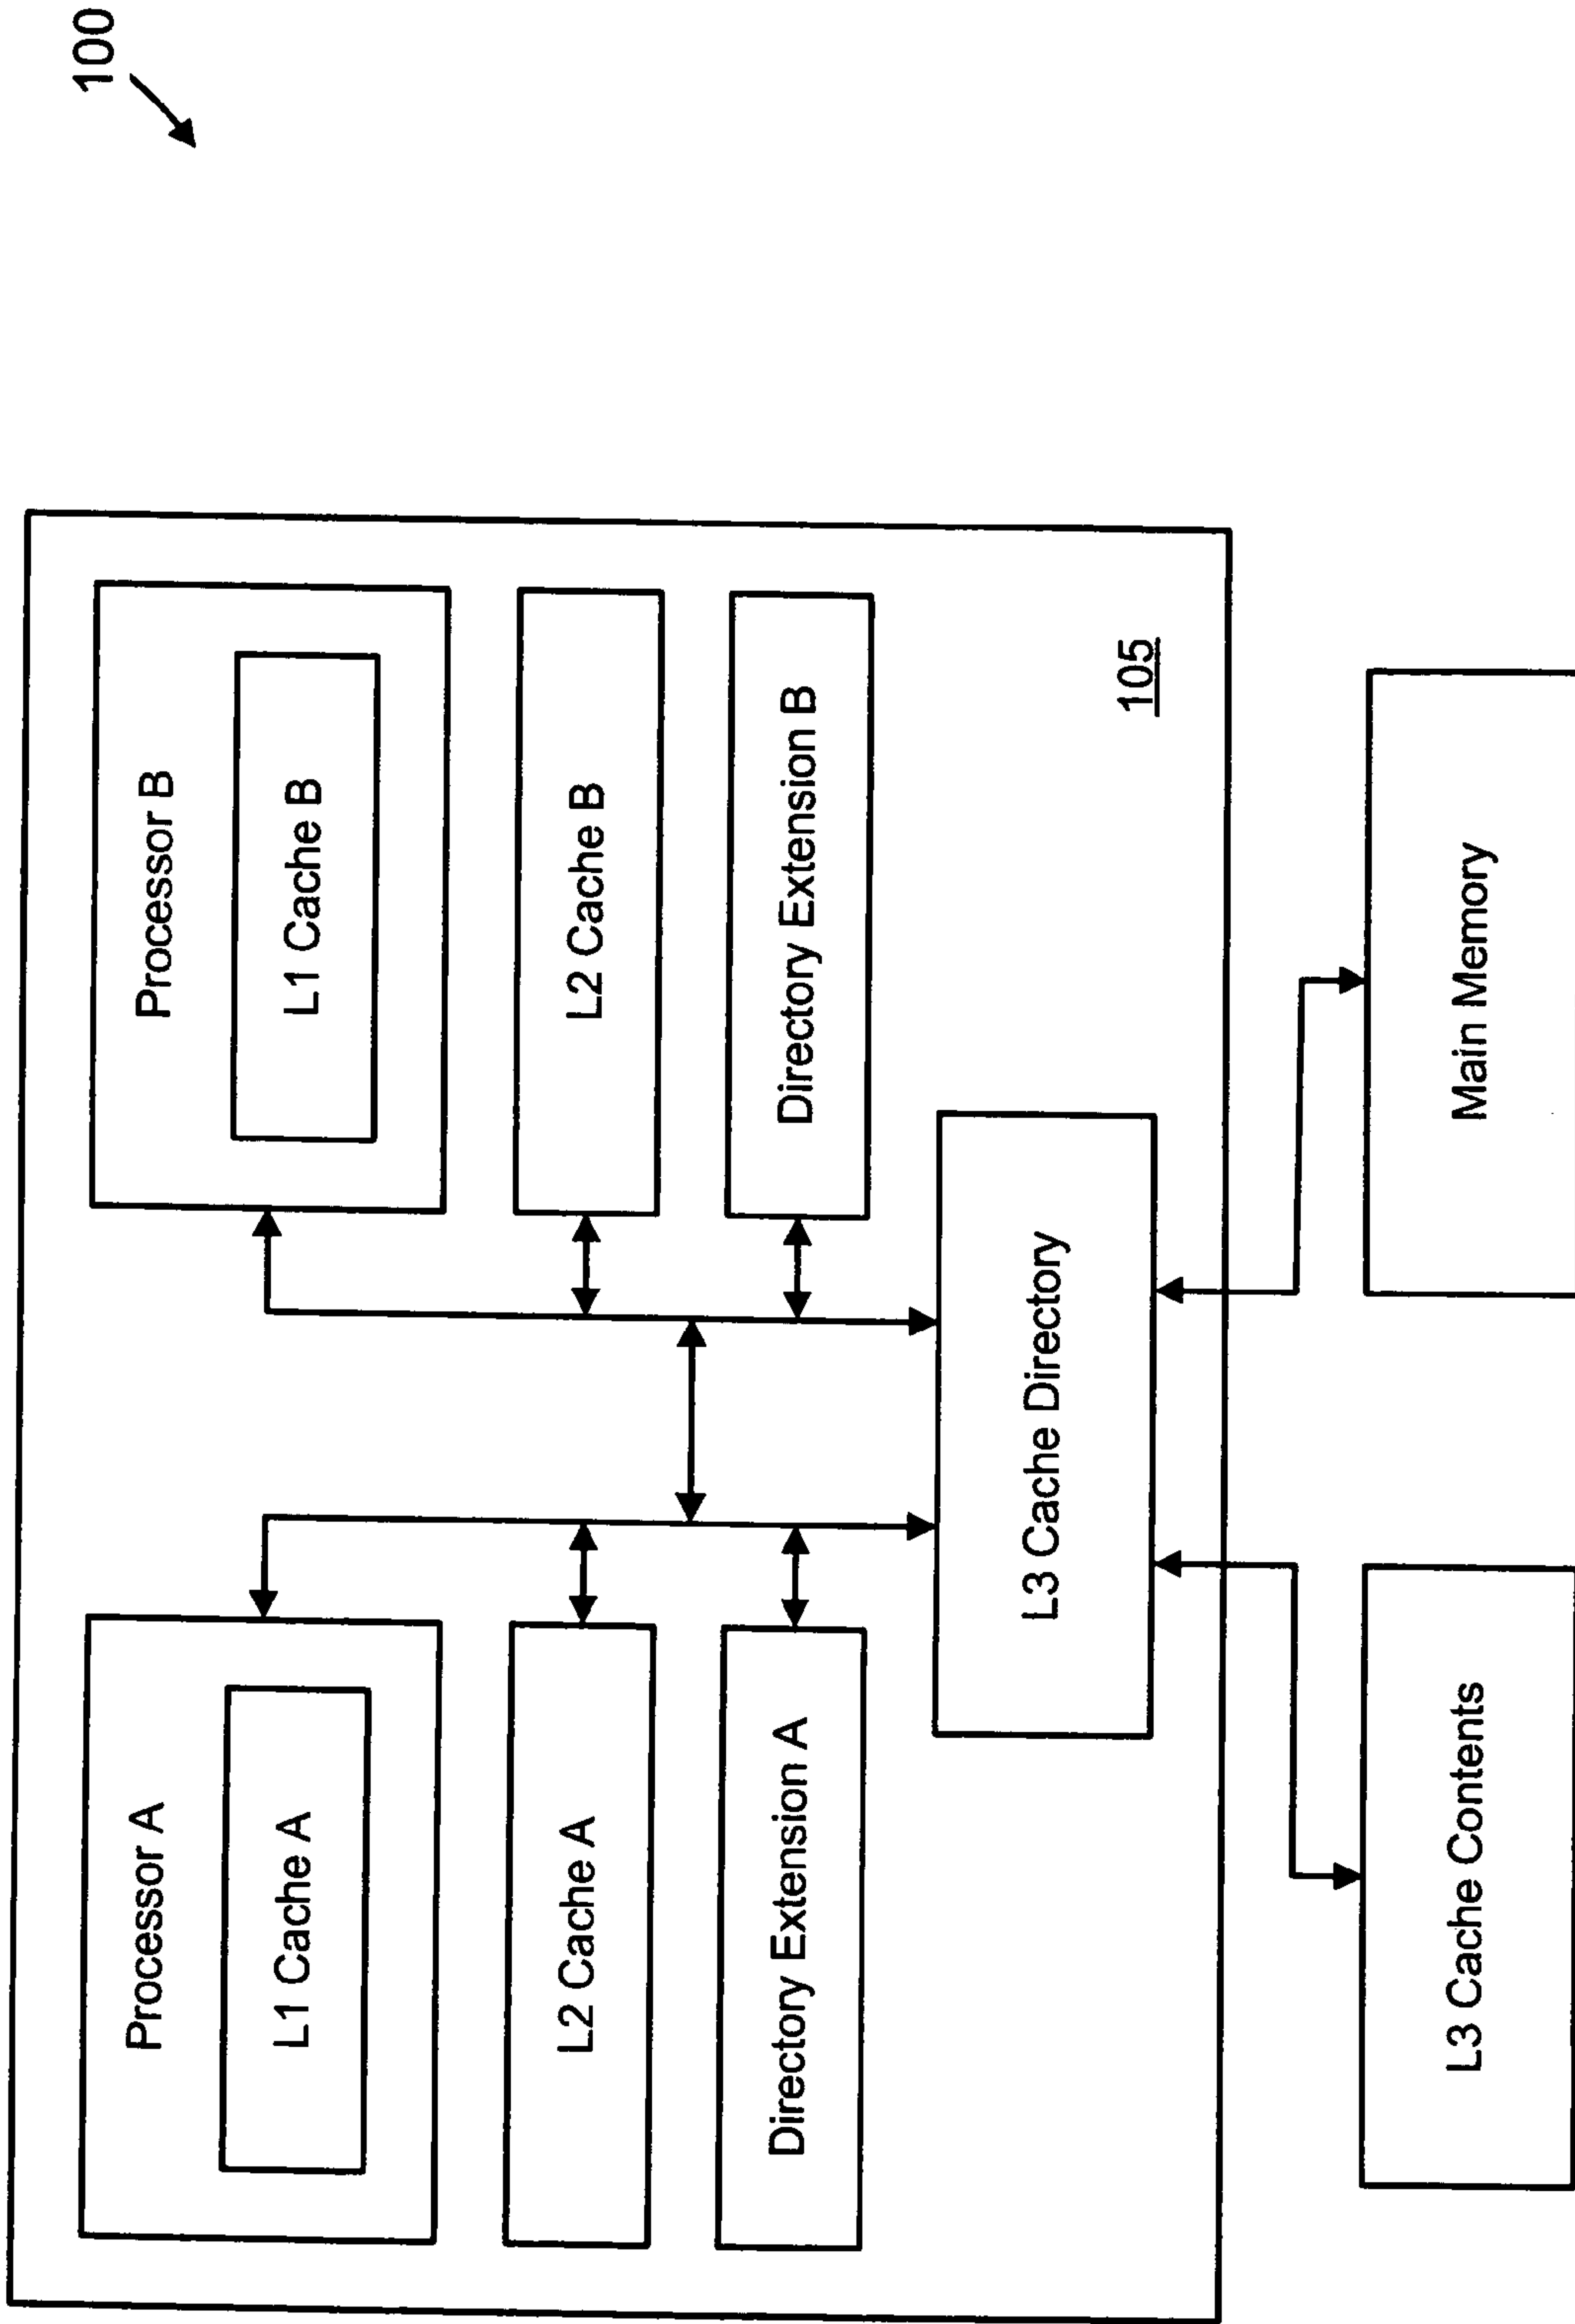 100
Processor A
Processor B
L1 Cache A
L1 Cache B
L2 Cache A
L2 Cache B
Directory Extension A
Directory Extension B
L3 Cache Directory
105
L3 Cache Contents
Main Memory